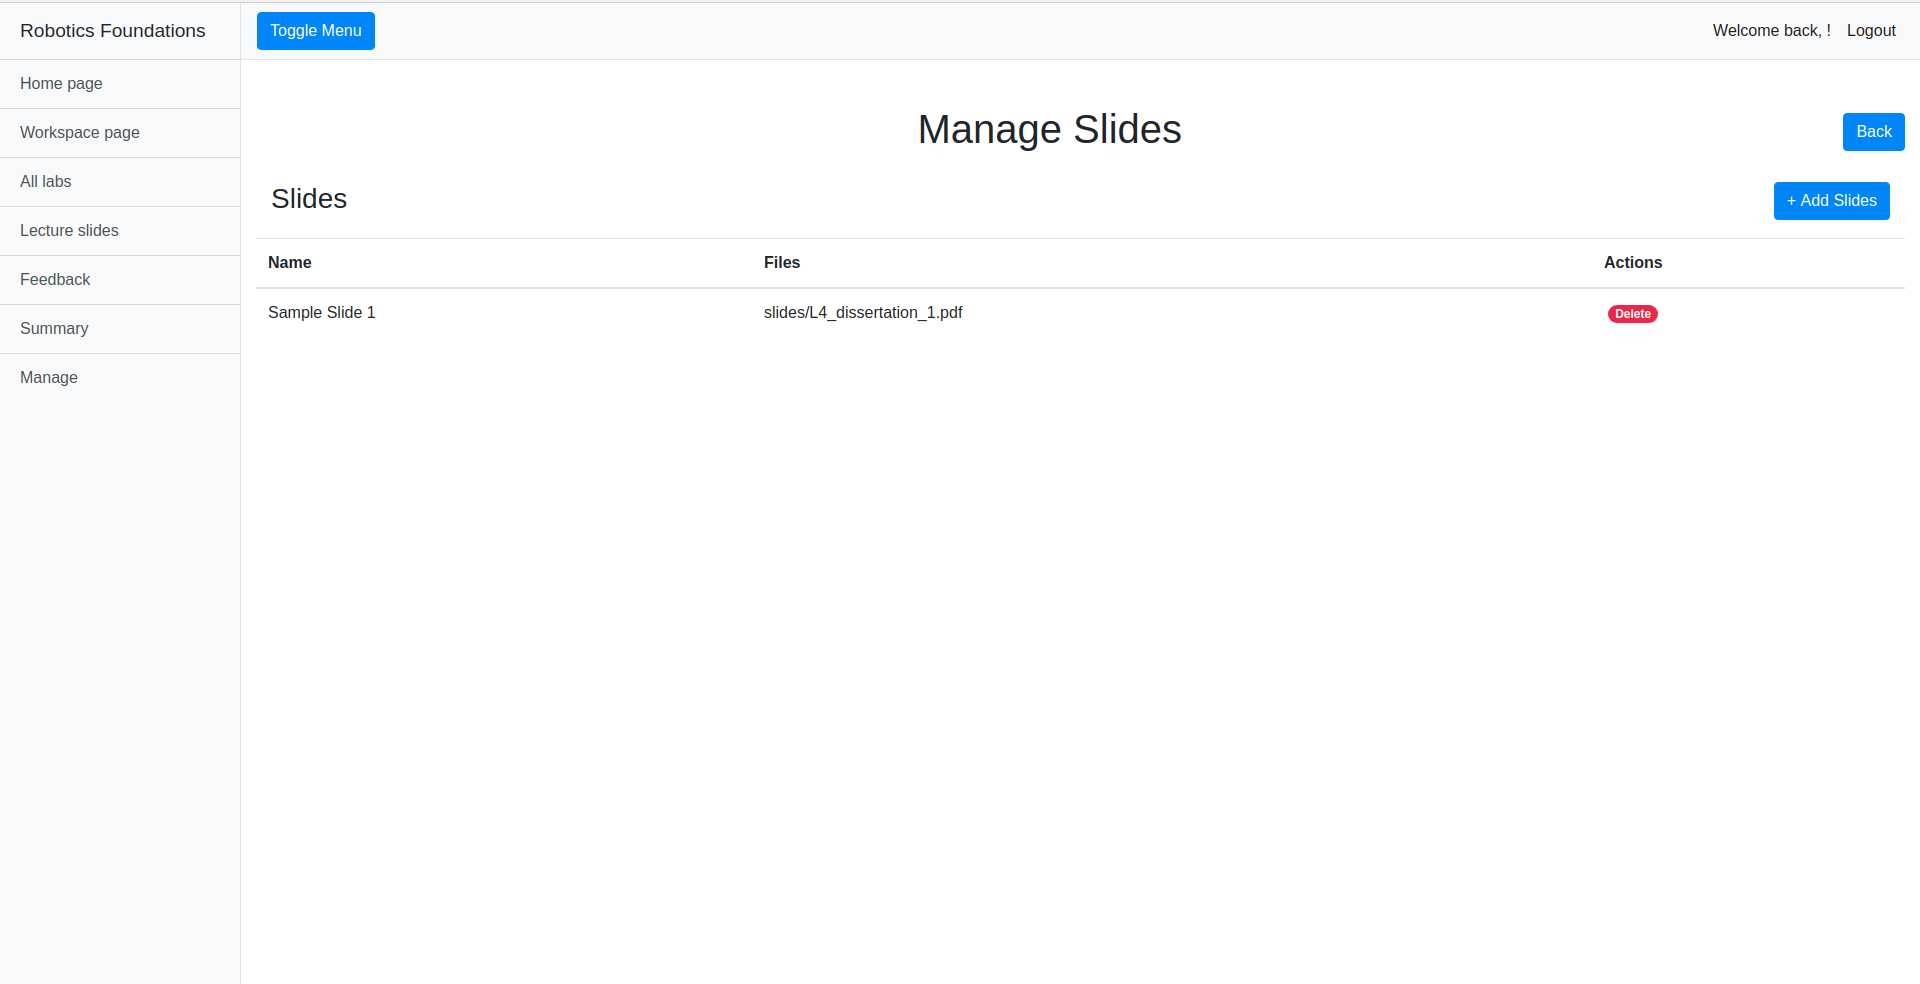 Robotics Foundations
Toggle Menu
Welcome back, ! Logout
Home page
Workspace page
All labs
Lecture slides
Feedback
Summary
Manage
Manage Slides
Back
Slides
+ Add Slides
Name Files Actions
Sample Slide 1 slides/L4_dissertation_1.pdf Delete